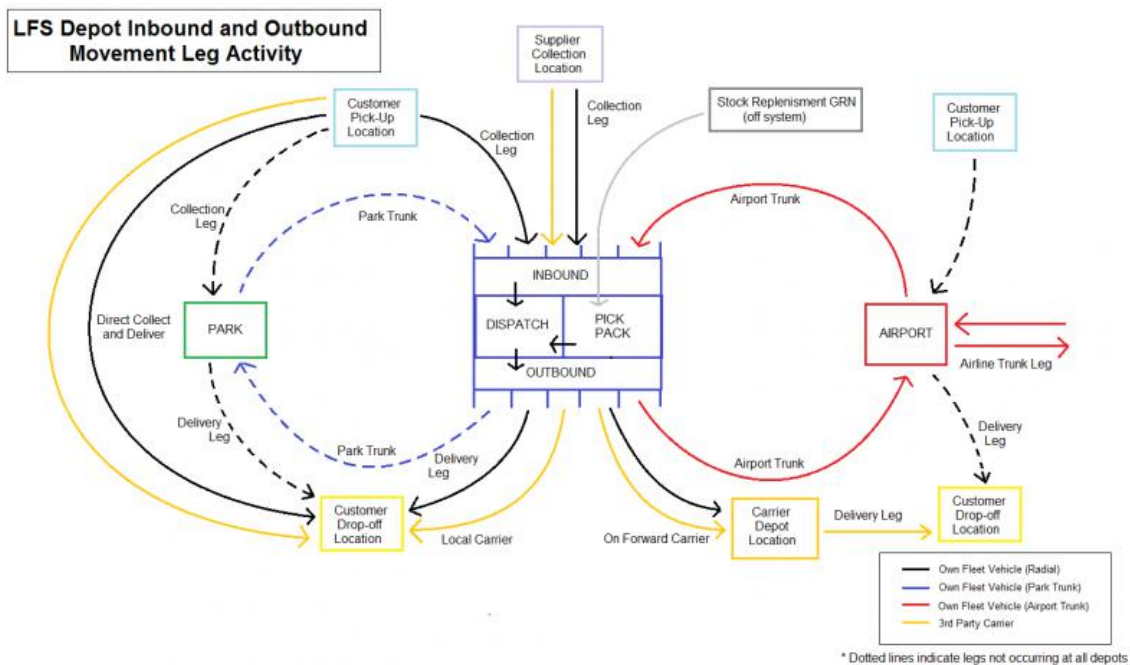 LFS Depot Inbound and Outbound
Movement Leg Activity
Supplier
Collection
Location
Customer
Pick-Up
Location
Collection
Leg
Collection
Leg
Stock Replenisment GRN
(off system)
Customer
Pick-Up
Location
Collection
Leg
Park Trunk
Airport Trunk
INBOUND
Direct Collect
and Deliver
PARK
DISPATCH
PICK
PACK
AIRPORT
Airline Trunk Leg
OUTBOUND
Delivery
Leg
Park Trunk
Delivery
Leg
Airport Trunk
Delivery
Leg
Customer
Drop-off
Location
Local Carrier
On Forward Carrier
Carrier
Depot
Location
Delivery Leg
Customer
Drop-off
Location
Own Fleet Vehicle (Radial)
Own Fleet Vehicle (Park Trunk)
Own Fleet Vehicle (Airport Trunk)
3rd Party Carrier
* Dotted lines indicate legs not occurring at all depots